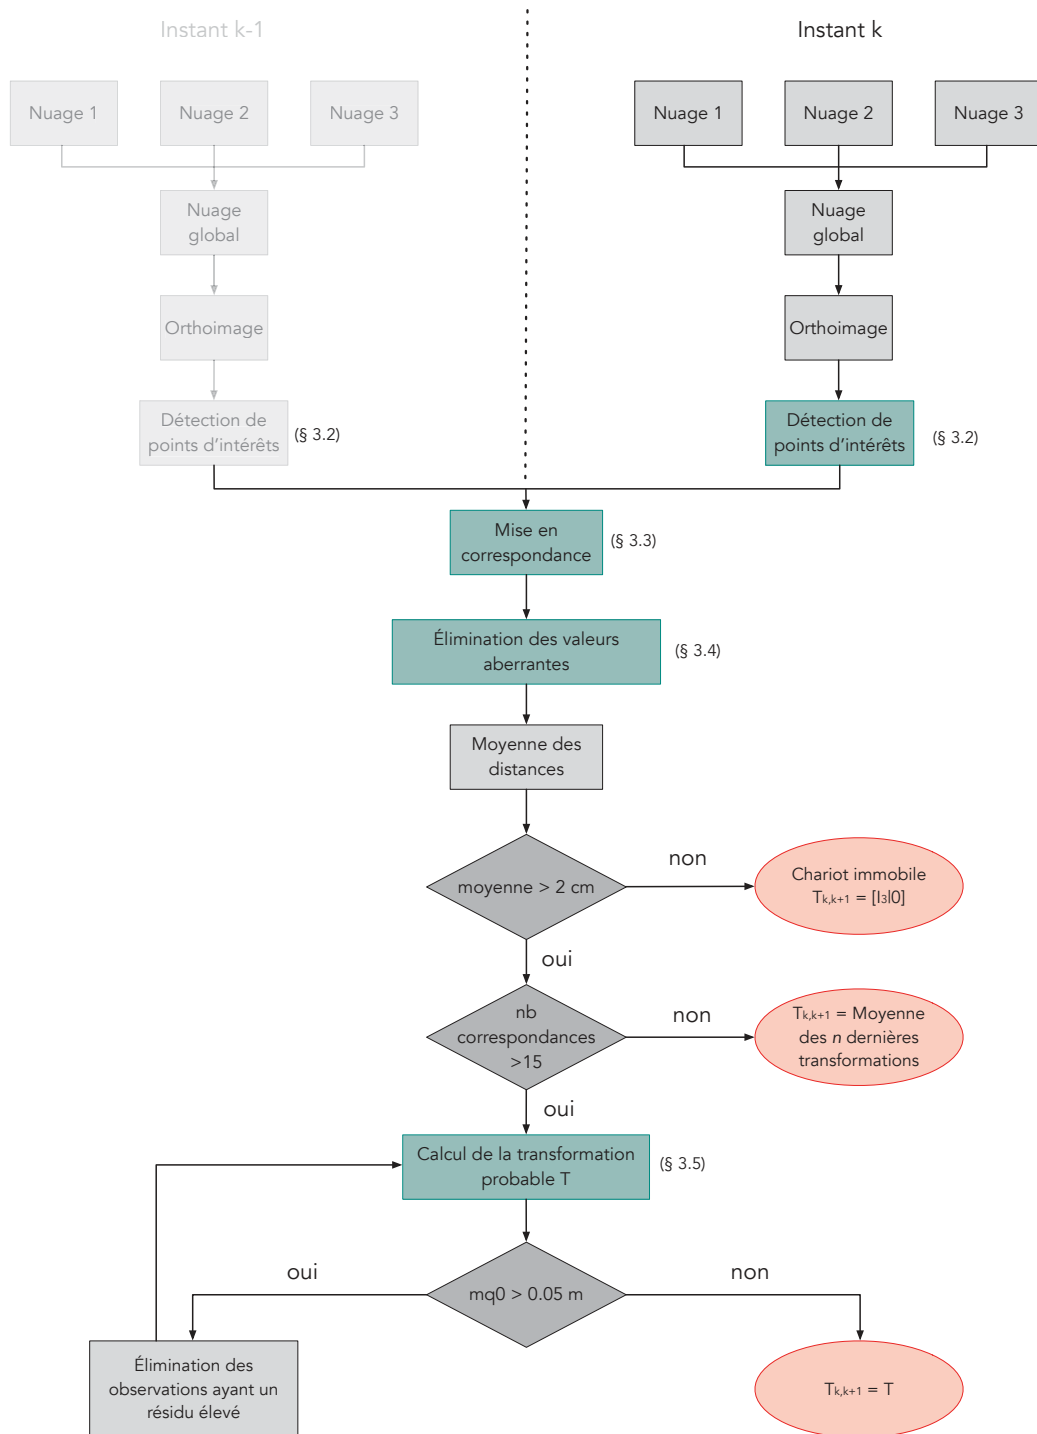 Instant k-1
Instant k
Nuage 1
Nuage 2
Nuage 3
Nuage 1
Nuage 2
Nuage 3
Nuage
global
Nuage
global
Orthoimage
Orthoimage
Détection de
points d'intérêts
(§ 3.2)
Détection de
points d'intérêts
(§ 3.2)
Mise en
correspondance
(§ 3.3)
Élimination des valeurs
aberrantes
(§ 3.4)
Moyenne des
distances
moyenne > 2 cm
non
Chariot immobile
Tk,k+1 = [I3|0]
oui
nb
correspondances
>15
non
Tk,k+1 = Moyenne
des n dernières
transformations
oui
Calcul de la transformation
probable T
(§ 3.5)
oui
mq0 > 0.05 m
non
Élimination des
observations ayant un
résidu élevé
Tk,k+1 = T